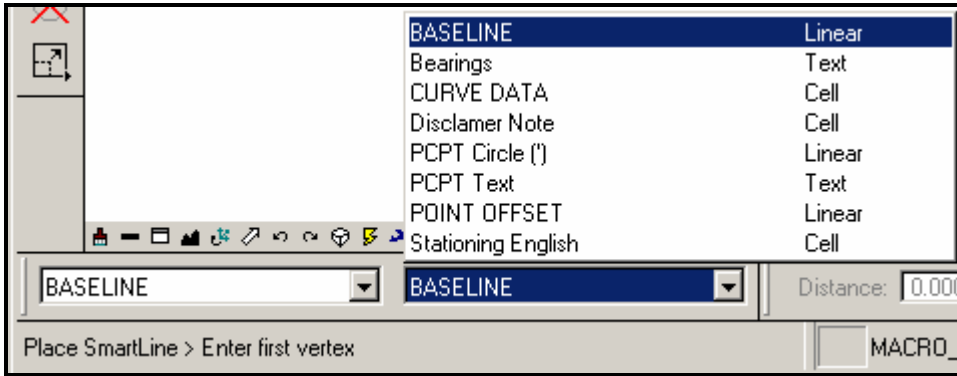 BASELINE Linear
Bearings Text
CURVE DATA Cell
Disclamer Note Cell
PCPT Circle (') Linear
PCPT Text Text
POINT OFFSET Linear
Stationing English Cell
BASELINE BASELINE Distance: 0.000
Place SmartLine > Enter first vertex MACRO_